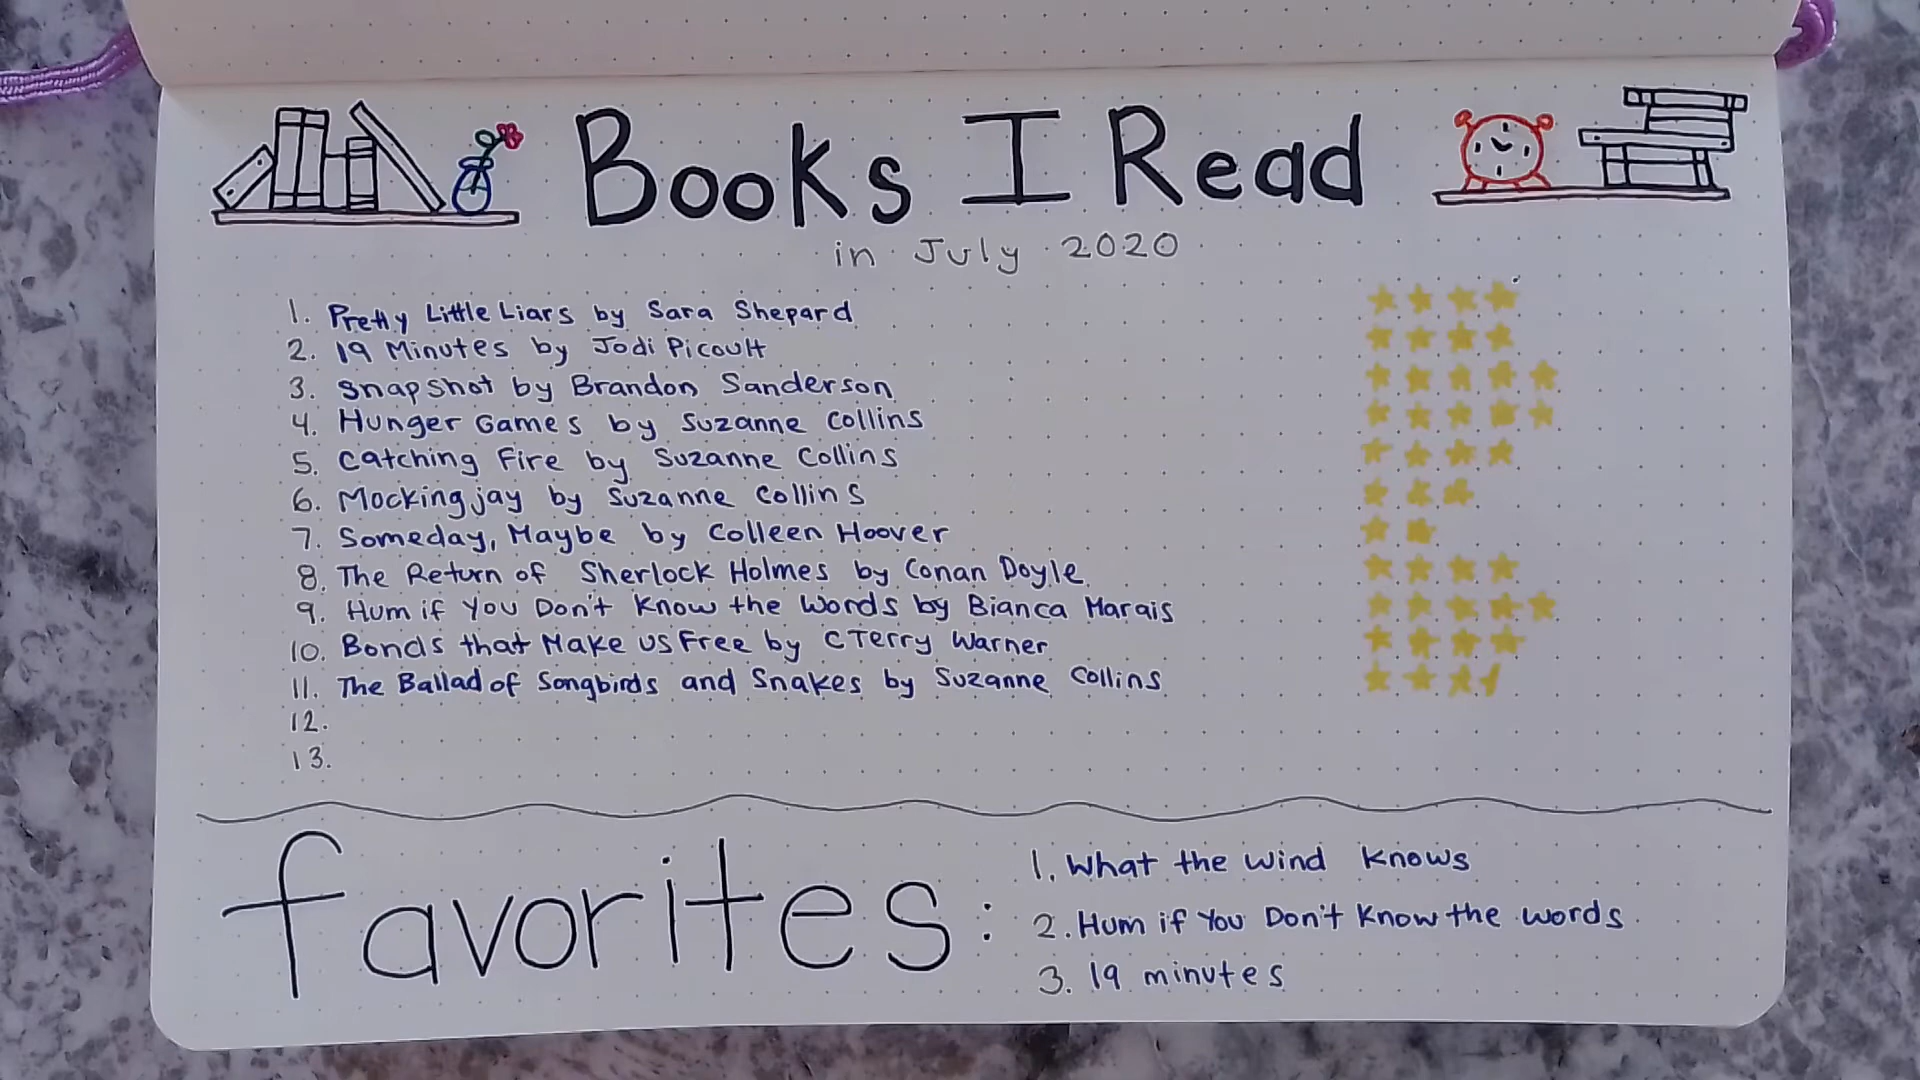 Books I Read
in July 2020
1. Pretty Little Liars by Sara Shepard
2. 19 Minutes by Jodi Picoult
3. Snapshot by Brandon Sanderson
4. Hunger Games by Suzanne Collins
5. Catching Fire by Suzanne Collins
6. Mockingjay by Suzanne Collins
7. Someday, Maybe by Colleen Hoover
8. The Return of Sherlock Holmes by Conan Doyle
9. Hum if You Don't Know the Words by Bianca Marais
10. Bonds that Make us Free by C Terry Warner
11. The Ballad of Songbirds and Snakes by Suzanne Collins
12.
13.
favorites:
1. What the Wind Knows
2. Hum if You Don't Know the words
3. 19 minutes